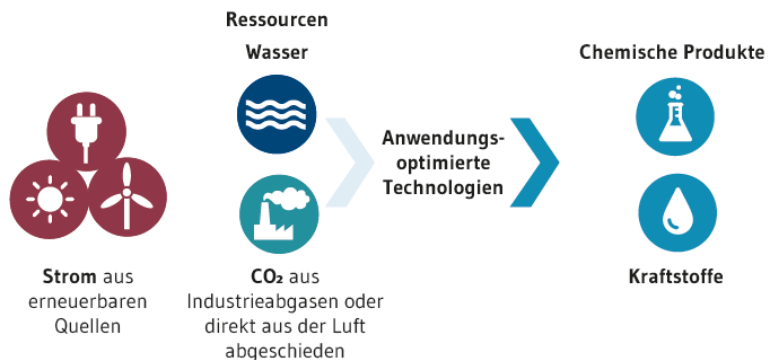 Ressourcen
Wasser
Chemische Produkte
Anwendungs-
optimierte
Technologien
Strom aus
erneuerbaren
Quellen
CO₂ aus
Industrieabgasen oder
direkt aus der Luft
abgeschieden
Kraftstoffe